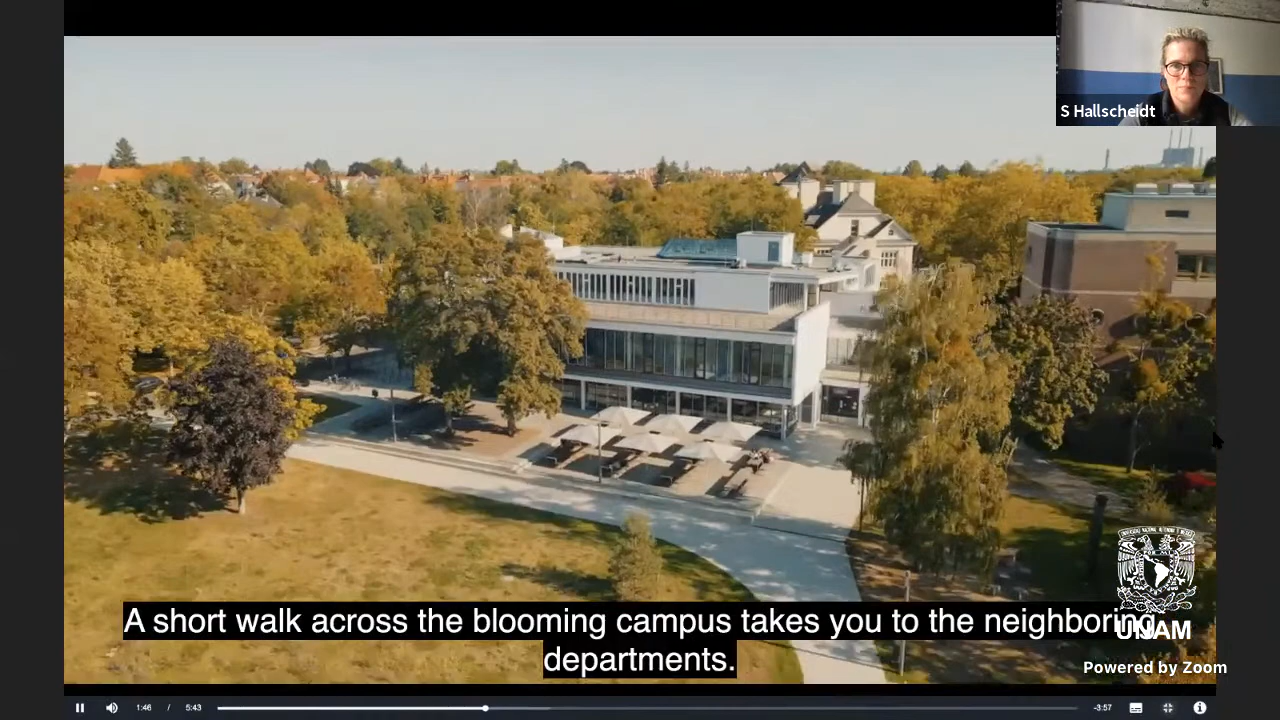 S Hallscheidt
A short walk across the blooming campus takes you to the neighboring
departments.
UNAM
Powered by Zoom
1:46 / 5:43
-3:57